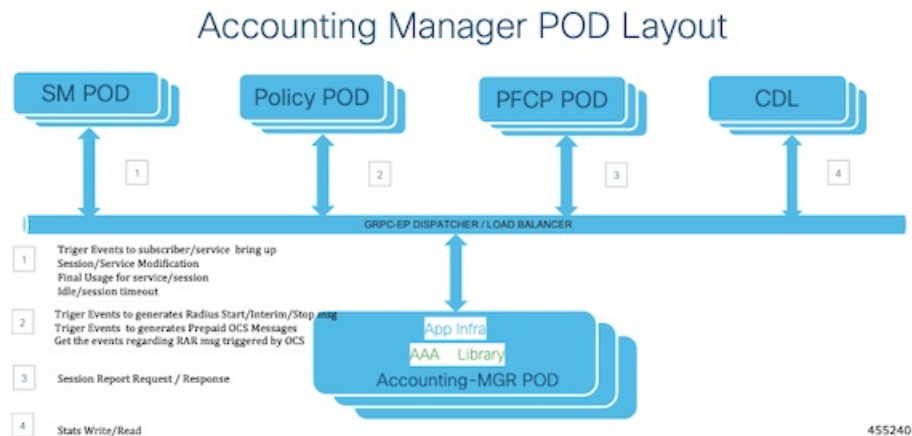 Accounting Manager POD Layout
SM POD
Policy POD
PFCP POD
CDL
1
2
3
4
GRPC-EP DISPATCHER / LOAD BALANCER
1
Triger Events to subscriber/service bring up
Session/Service Modification
Final Usage for service/session
Idle/session timeout
2
Triger Events to generates Radius Start/Interim/Stop msg
Triger Events to generates Prepaid OCS Messages
Get the events regarding RAR msg triggered by OCS
App Infra
AAA Library
Accounting-MGR POD
3
Session Report Request / Response
4
Stats Write/Read
455240